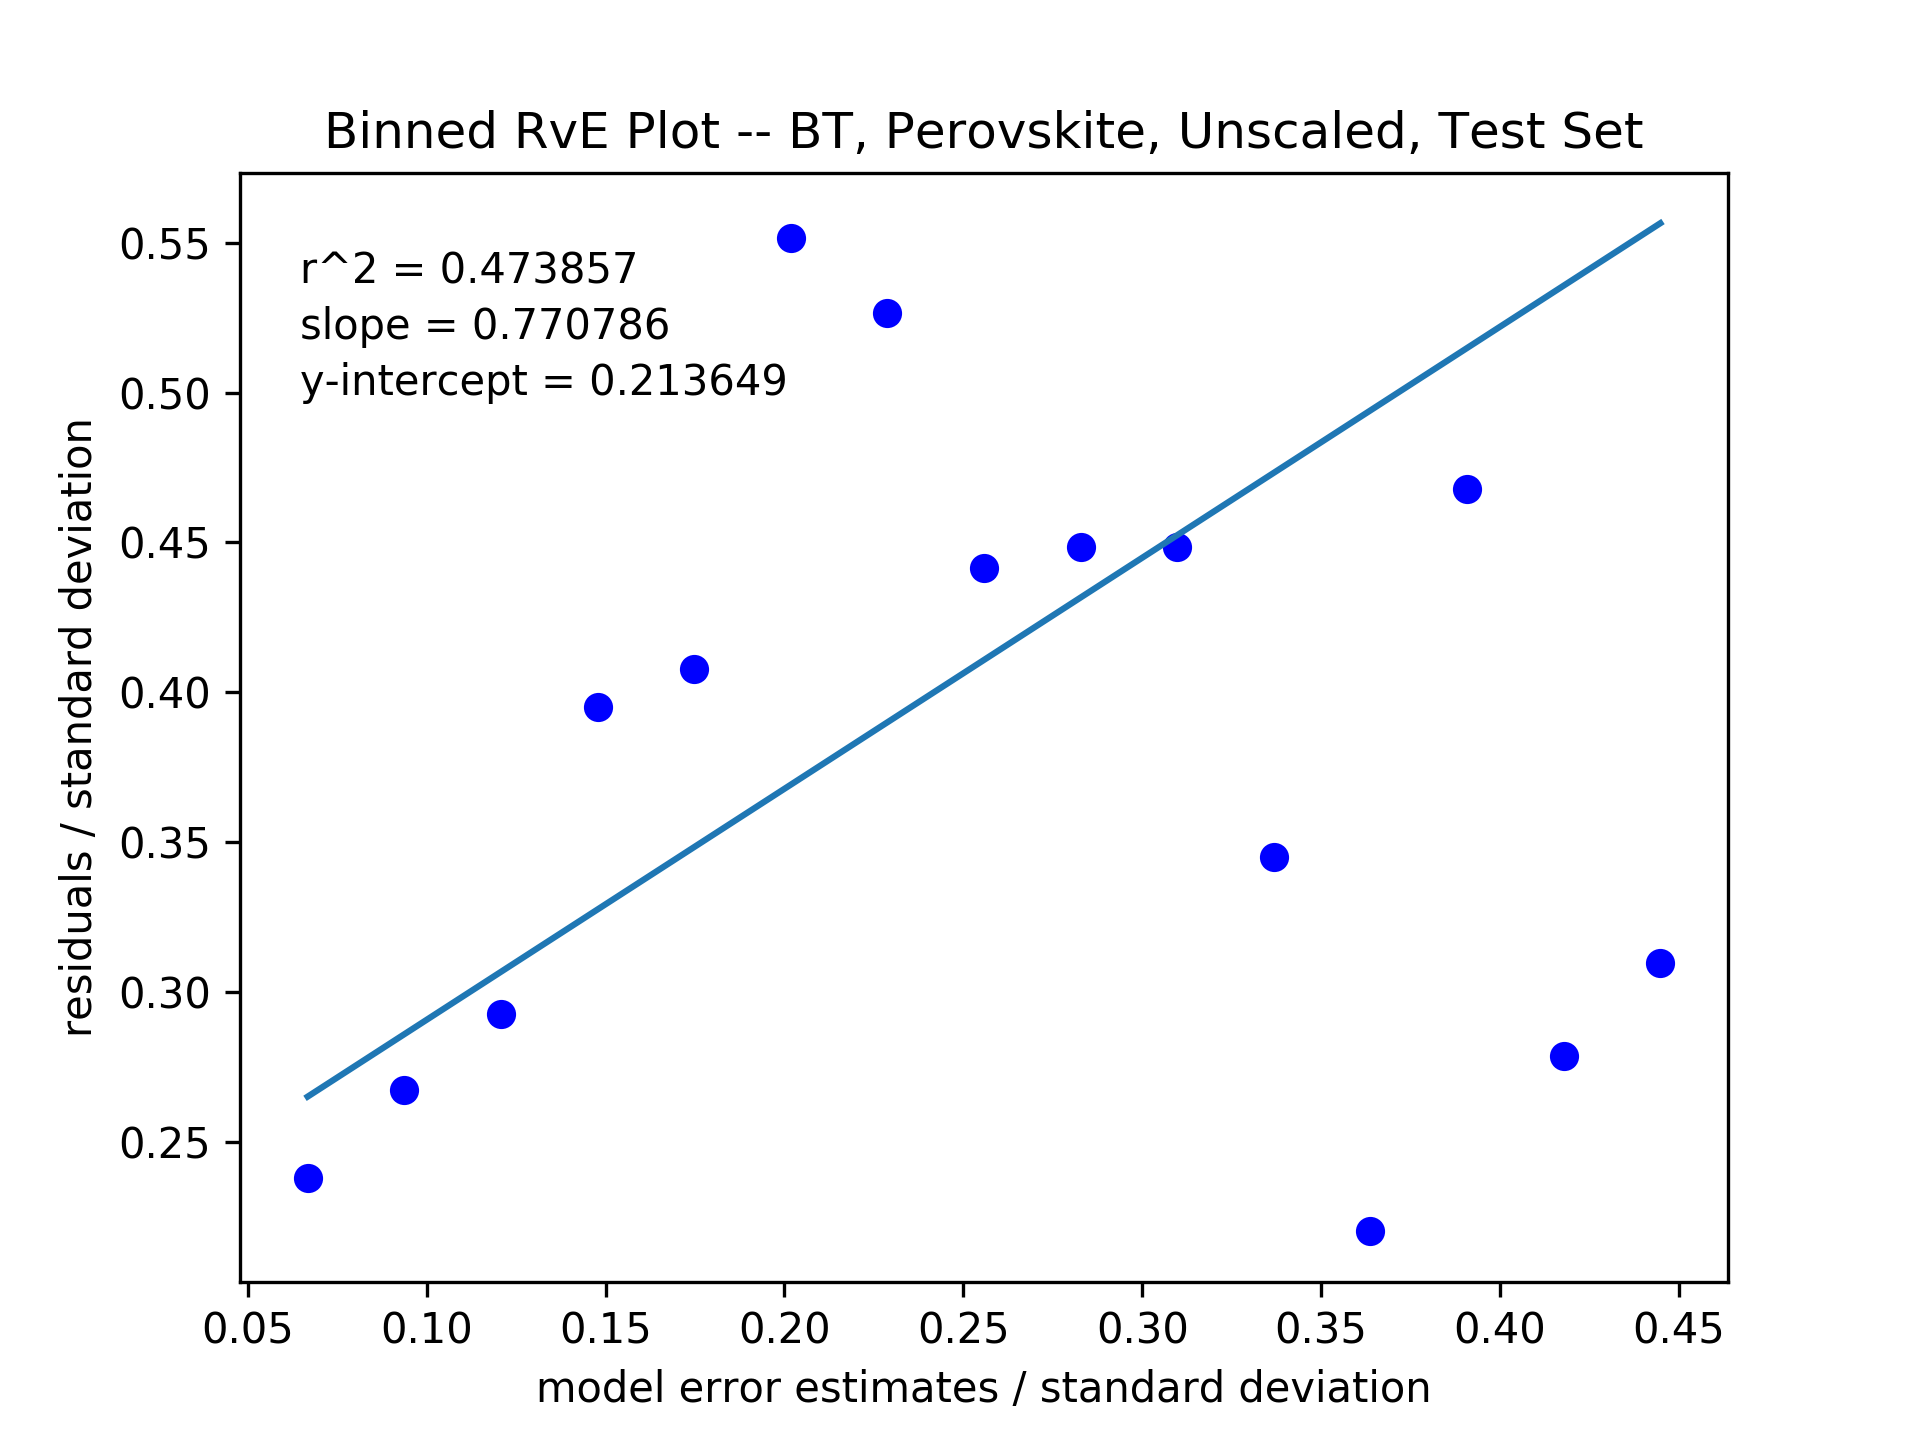 Binned RvE Plot -- BT, Perovskite, Unscaled, Test Set
r^2 = 0.473857
slope = 0.770786
y-intercept = 0.213649
residuals / standard deviation
0.55
0.50
0.45
0.40
0.35
0.30
0.25
0.05 0.10 0.15 0.20 0.25 0.30 0.35 0.40 0.45
model error estimates / standard deviation